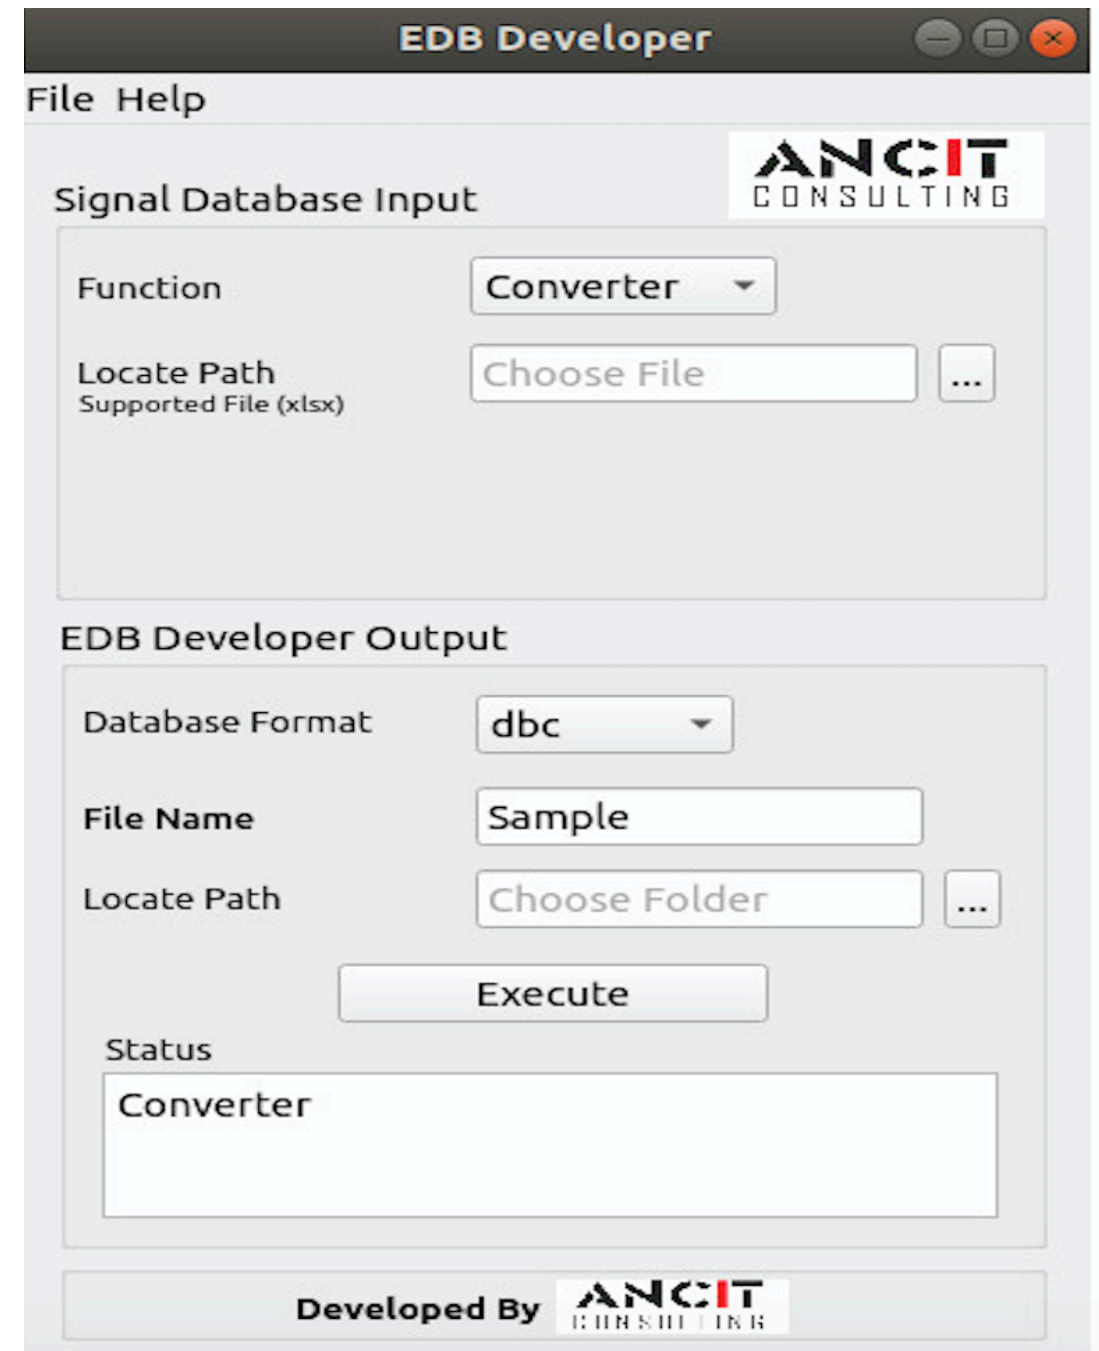 EDB Developer
File Help
ANCIT
CONSULTING
Signal Database Input
Function
Converter
Locate Path
Choose File
...
Supported File (xlsx)
EDB Developer Output
Database Format
dbc
File Name
Sample
Locate Path
Choose Folder
...
Execute
Status
Converter
Developed By
ANCIT
CONSULTING